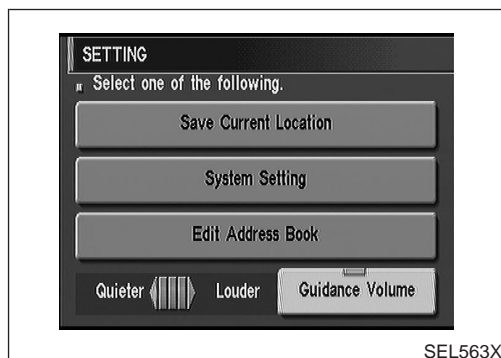 SETTING
Select one of the following.
Save Current Location
System Setting
Edit Address Book
Quieter Louder Guidance Volume
SEL563X